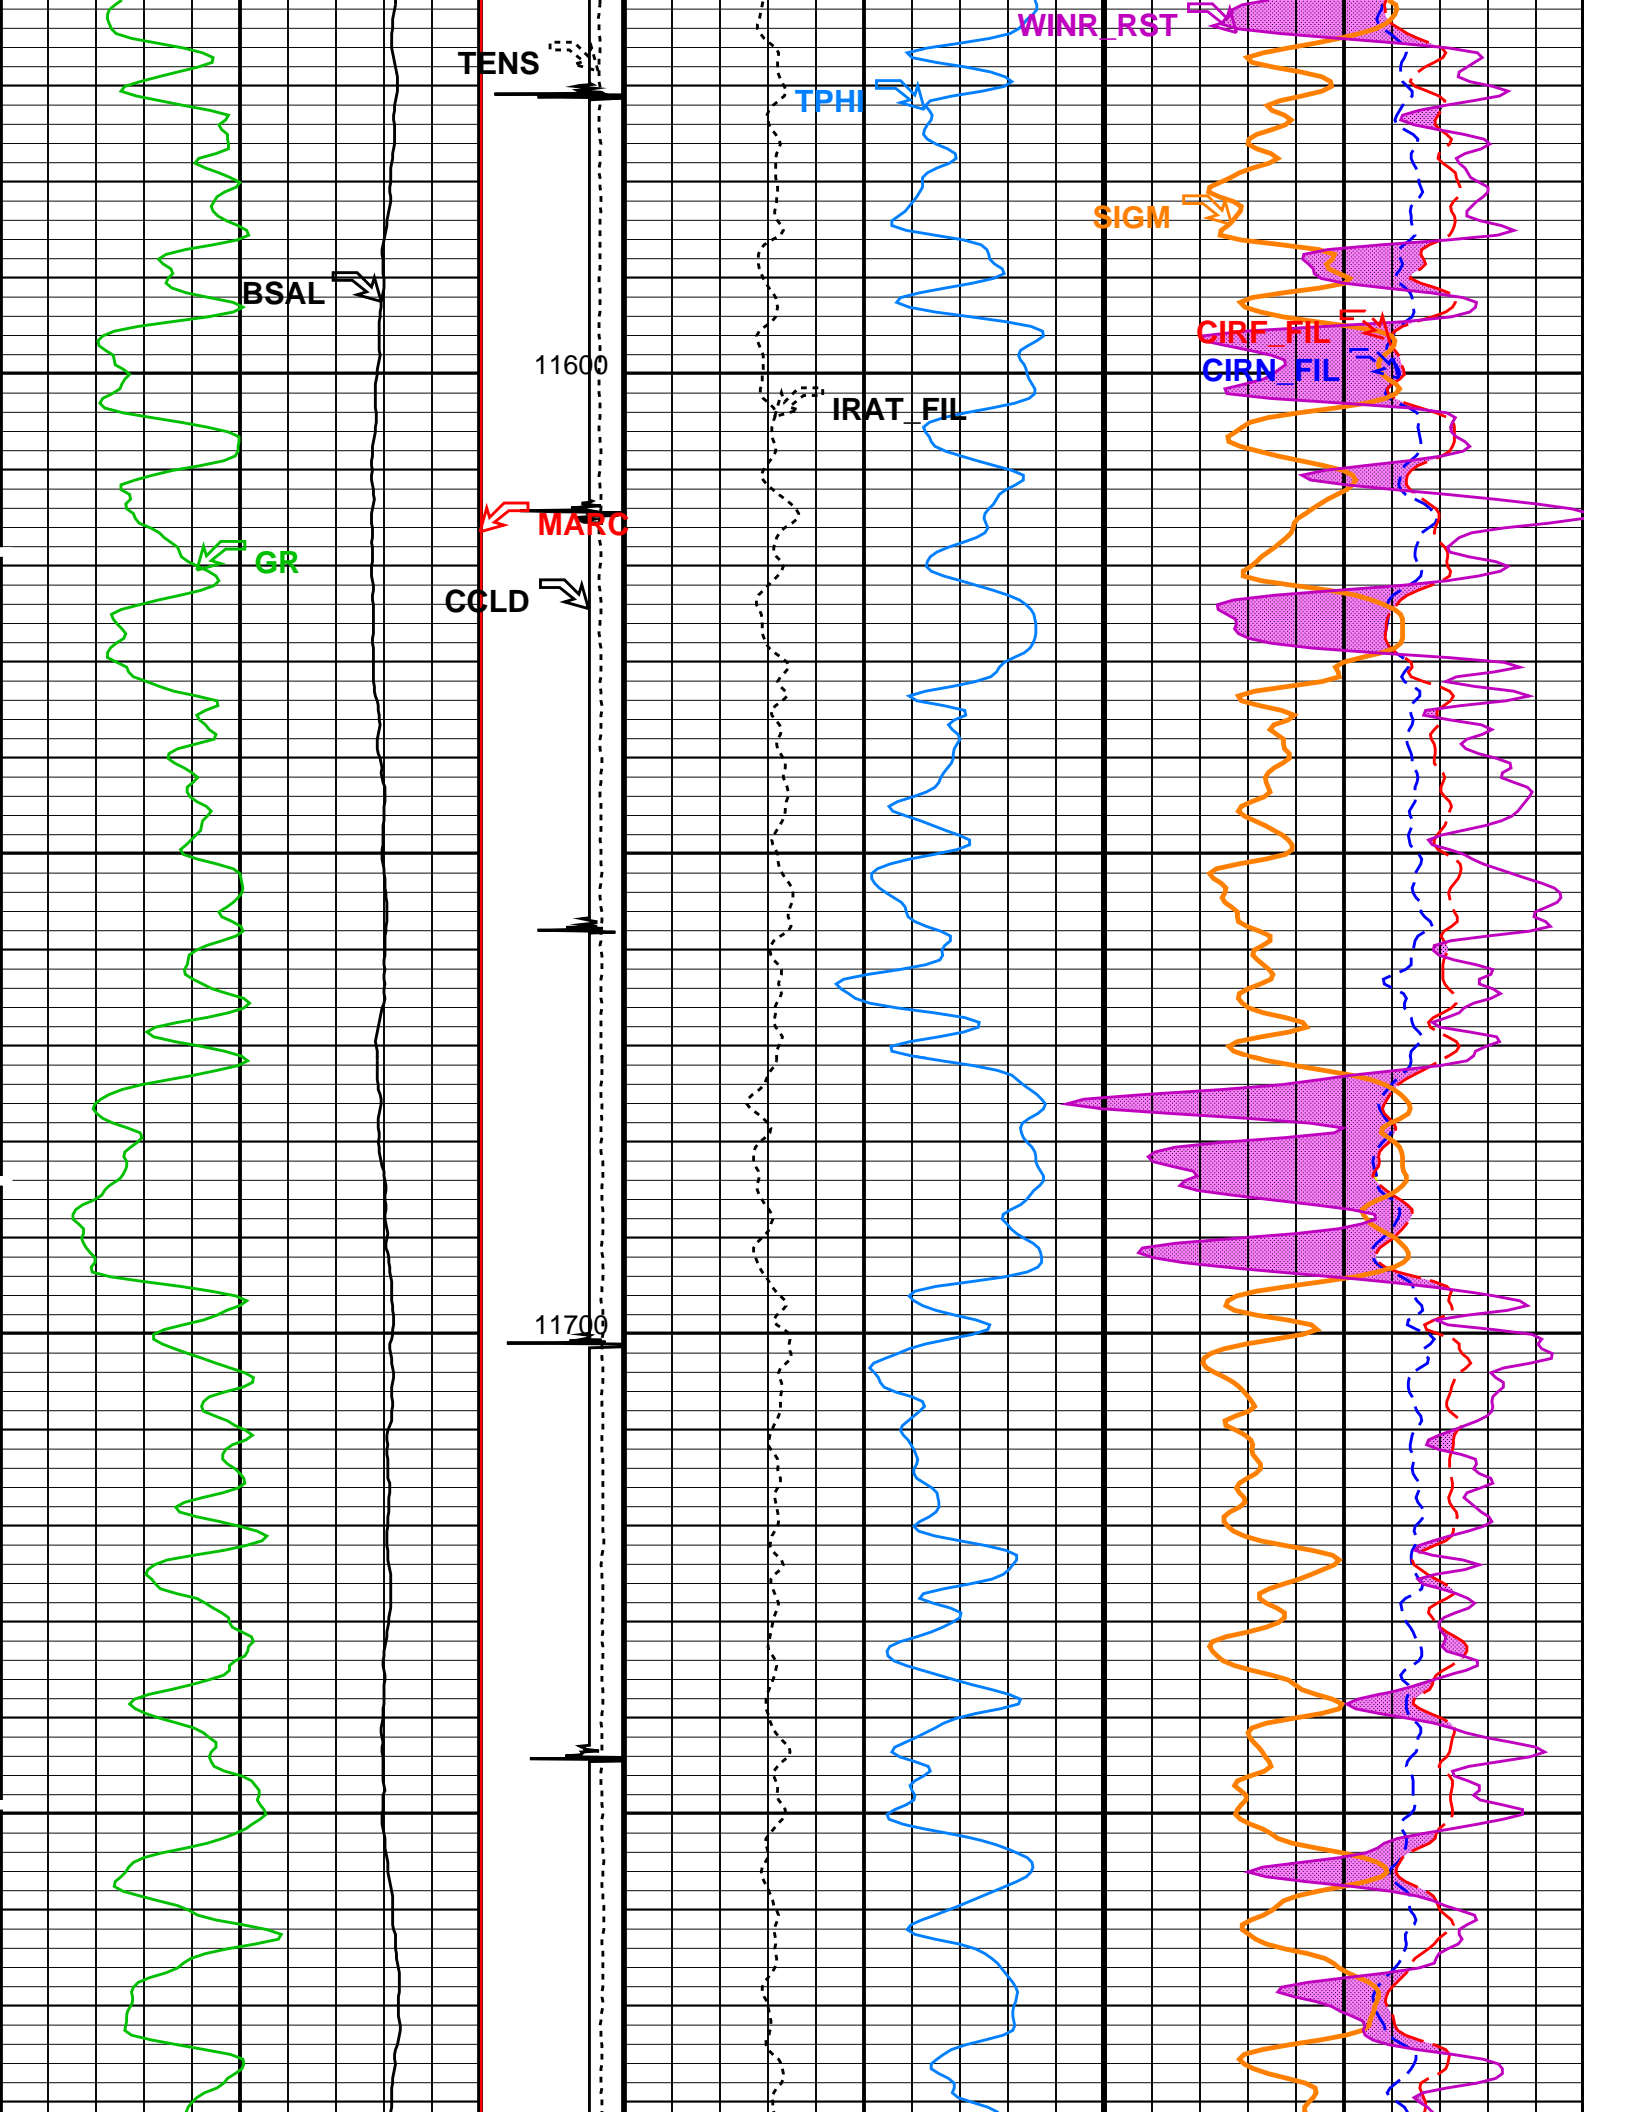 WINR_RST
TENS
TPHI
SIGM
BSAL
CIRF_FIL
11600
CIRN_FIL
IRAT_FIL
MARC
GR
CCLD
11700